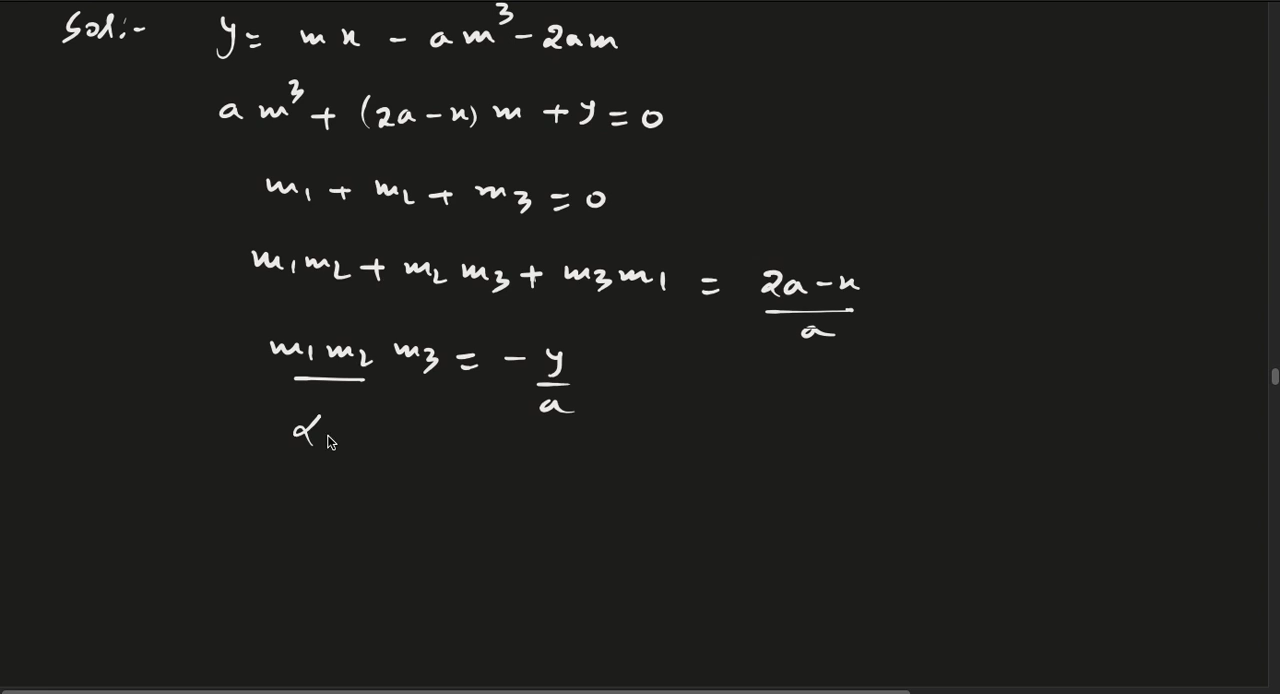 Sol:- y = mx - am³ - 2am
am³ + (2a-x) m + y = 0
m₁ + m₂ + m₃ = 0
m₁m₂ + m₂m₃ + m₃m₁ = (2a-x)/a
m₁m₂m₃ = -y/a
α